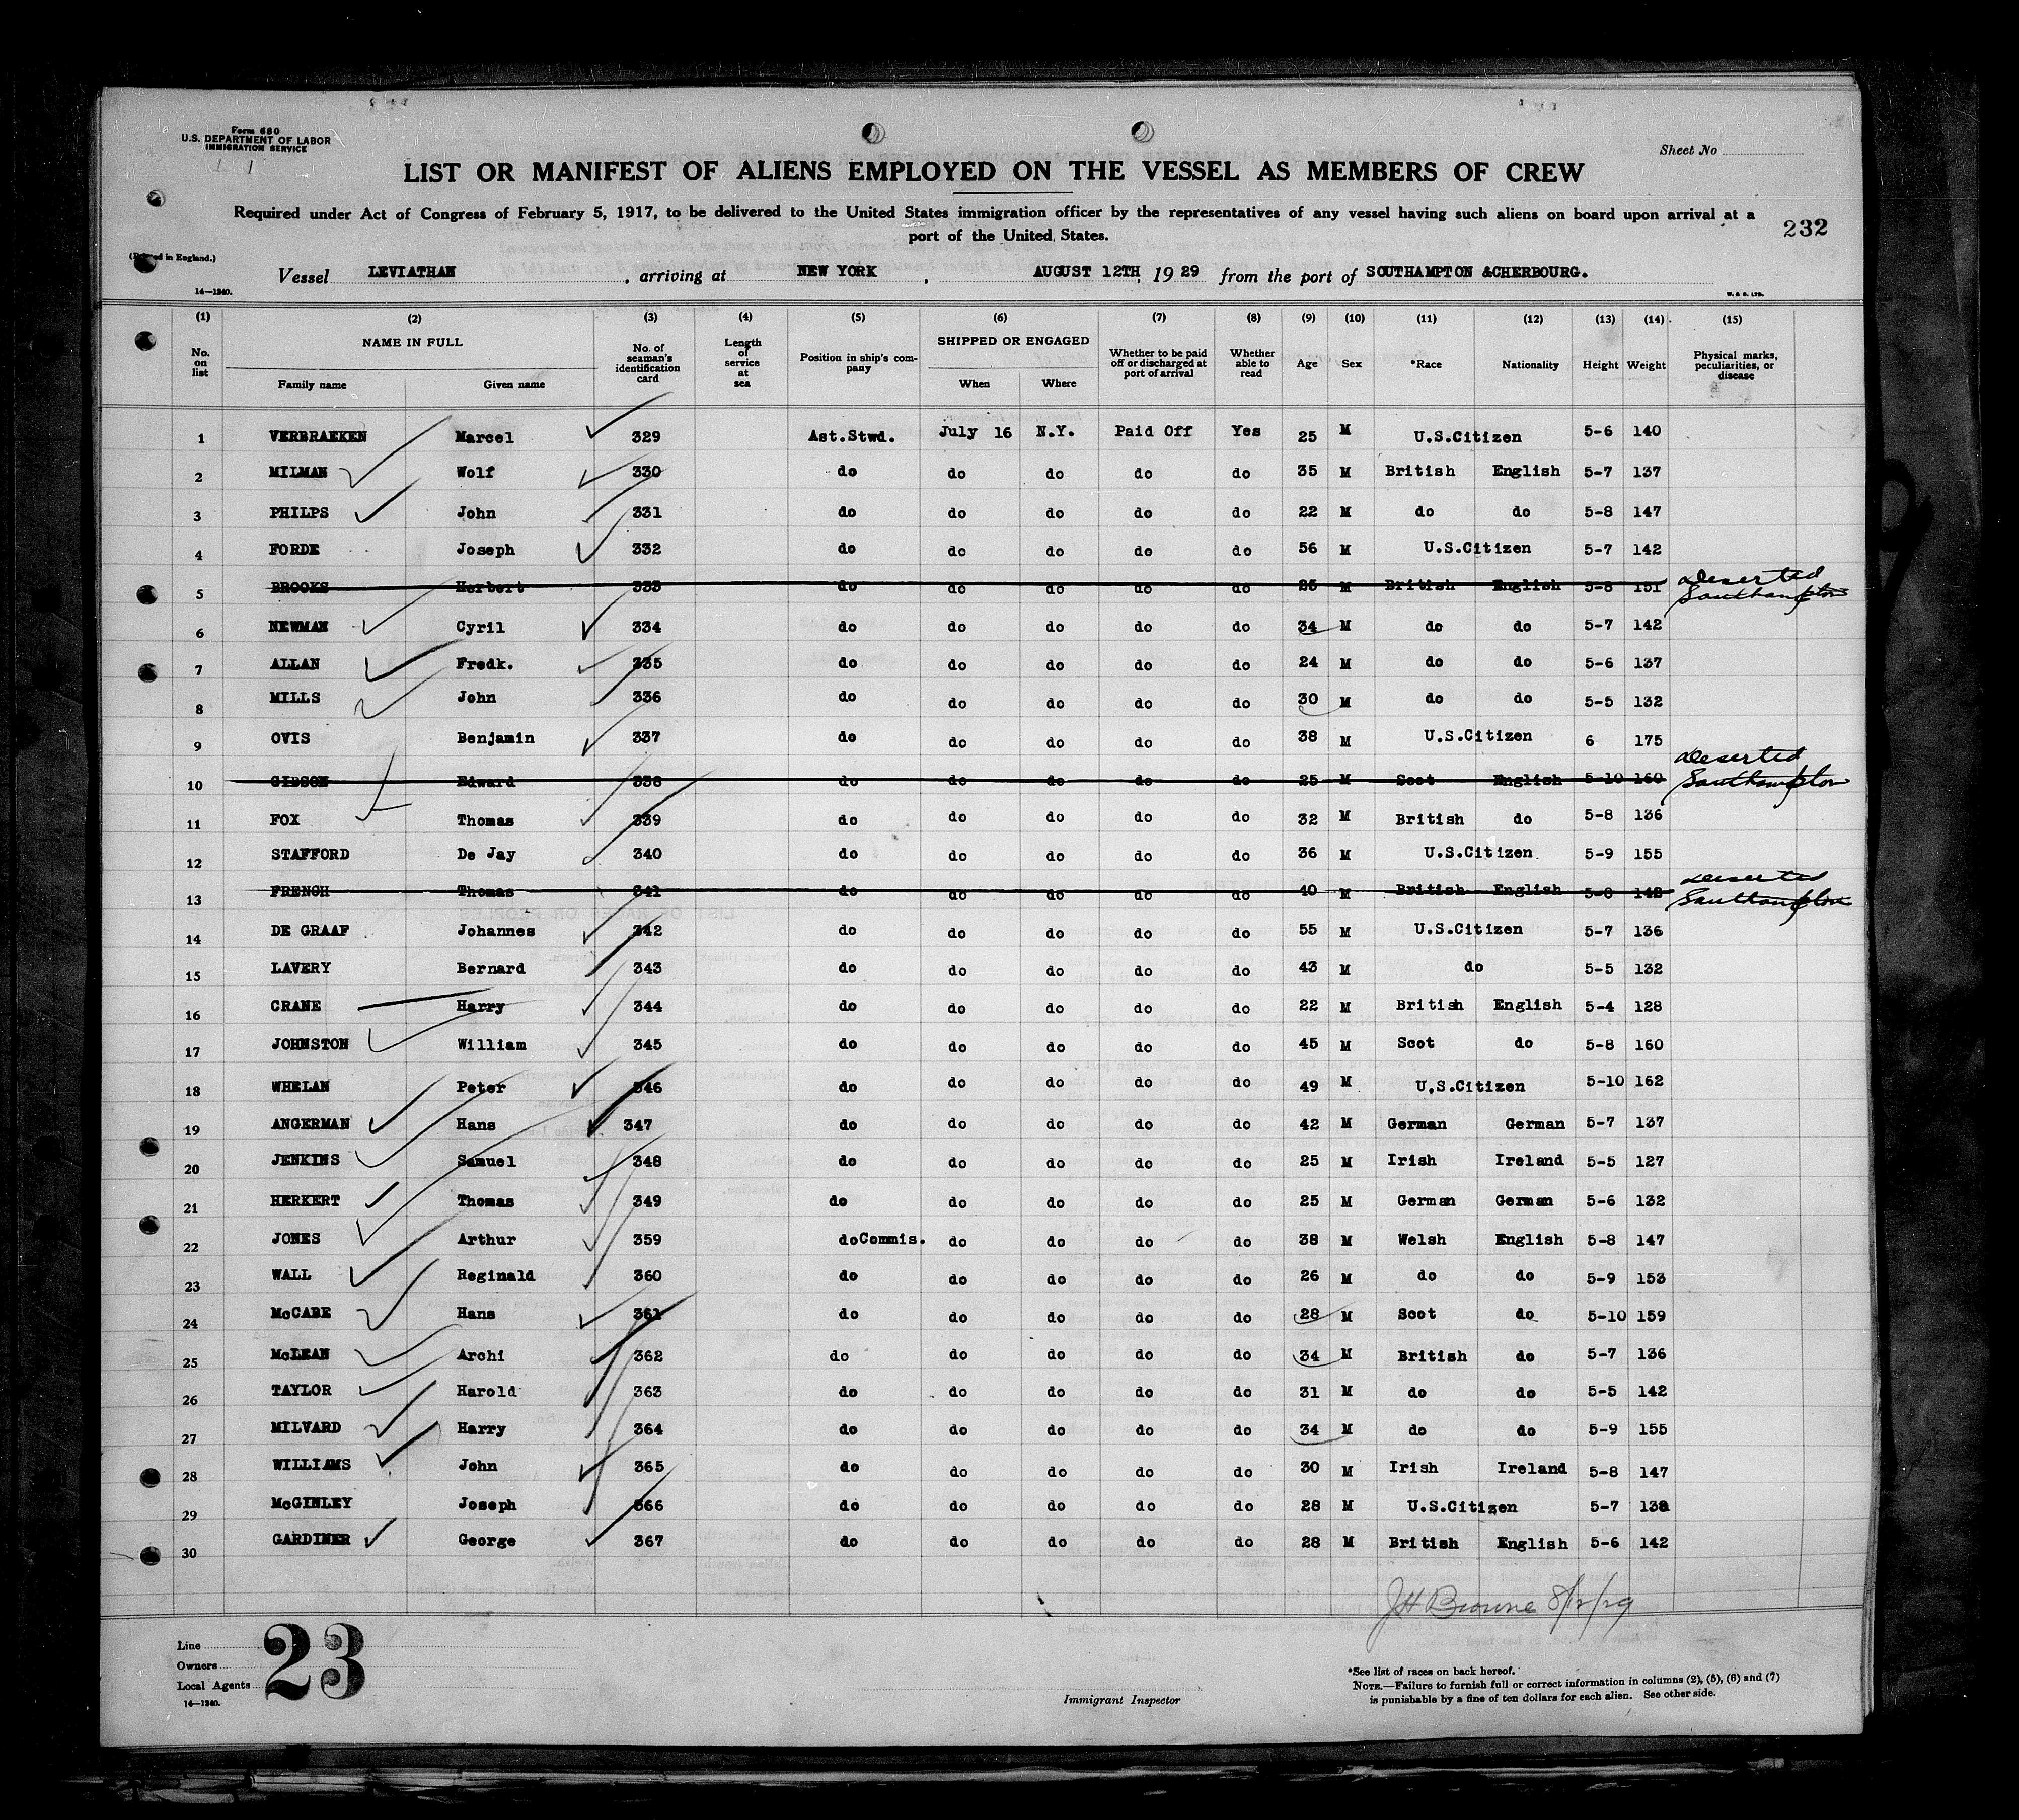 Form 680
U.S. DEPARTMENT OF LABOR
IMMIGRATION SERVICE
Sheet No
LIST OR MANIFEST OF ALIENS EMPLOYED ON THE VESSEL AS MEMBERS OF CREW
Required under Act of Congress of February 5, 1917, to be delivered to the United States immigration officer by the representatives of any vessel having such aliens on board upon arrival at a
port of the United States.
232
in England.)
Vessel LEVIATHAN, arriving at NEW YORK, AUGUST 12TH, 1929 from the port of SOUTHAMPTON &CHERBOURG.
14—1240.
W. & S. LTD.
(1) (2) (3) (4) (5) (6) (7) (8) (9) (10) (11) (12) (13) (14) (15)
No. on list NAME IN FULL Family name Given name No. of seaman's identification card Length of service at sea Position in ship's company SHIPPED OR ENGAGED When Where Whether to be paid off or discharged at port of arrival Whether able to read Age Sex *Race Nationality Height Weight Physical marks, peculiarities, or disease
1 VERBRAEKEN Marcel 329 Ast.Stwd. July 16 N.Y. Paid Off Yes 25 M U.S.Citizen 5-6 140
2 MILMAN Wolf 330 do do do do do 35 M British English 5-7 137
3 PHILPS John 331 do do do do do 22 M do do 5-8 147
4 FORDE Joseph 332 do do do do do 56 M U.S.Citizen 5-7 142
5 BROOKS Herbert 333 do do do do do 25 M British English 5-8 151 Deserted Southampton
6 NEWMAN Cyril 334 do do do do do 34 M do do 5-7 142
7 ALLAN Fredk. 335 do do do do do 24 M do do 5-6 137
8 MILLS John 336 do do do do do 30 M do do 5-5 132
9 OVIS Benjamin 337 do do do do do 38 M U.S.Citizen 6 175
10 GIBSON Edward 338 do do do do do 25 M Scot English 5-10 160 Deserted Southampton
11 FOX Thomas 339 do do do do do 32 M British do 5-8 136
12 STAFFORD De Jay 340 do do do do do 36 M U.S.Citizen 5-9 155
13 FRENCH Thomas 341 do do do do do 40 M British English 5-8 142 Deserted Southampton
14 DE GRAAF Johannes 342 do do do do do 55 M U.S.Citizen 5-7 136
15 LAVERY Bernard 343 do do do do do 43 M do 5-5 132
16 CRANE Harry 344 do do do do do 22 M British English 5-4 128
17 JOHNSTON William 345 do do do do do 45 M Scot do 5-8 160
18 WHELAN Peter 346 do do do do do 49 M U.S.Citizen 5-10 162
19 ANGERMAN Hans 347 do do do do do 42 M German German 5-7 137
20 JENKINS Samuel 348 do do do do do 25 M Irish Ireland 5-5 127
21 HERKERT Thomas 349 do do do do do 25 M German German 5-6 132
22 JONES Arthur 359 doCommis. do do do do 38 M Welsh English 5-8 147
23 WALL Reginald 360 do do do do do 26 M do do 5-9 153
24 McCABE Hans 361 do do do do do 28 M Scot do 5-10 159
25 McLEAN Archi 362 do do do do do 34 M British do 5-7 136
26 TAYLOR Harold 363 do do do do do 31 M do do 5-5 142
27 MILVARD Harry 364 do do do do do 34 M do do 5-9 155
28 WILLIAMS John 365 do do do do do 30 M Irish Ireland 5-8 147
29 McGINLEY Joseph 366 do do do do do 28 M U.S.Citizen 5-7
30 GARDINER George 367 do do do do do 28 M British English 5-6 142
JH Browne 8/12/29
Line
Owners
Local Agents
14—1240.
23
Immigrant Inspector
*See list of races on back hereof.
NOTE.—Failure to furnish full or correct information in columns (2), (5), (6) and (7)
is punishable by a fine of ten dollars for each alien. See other side.